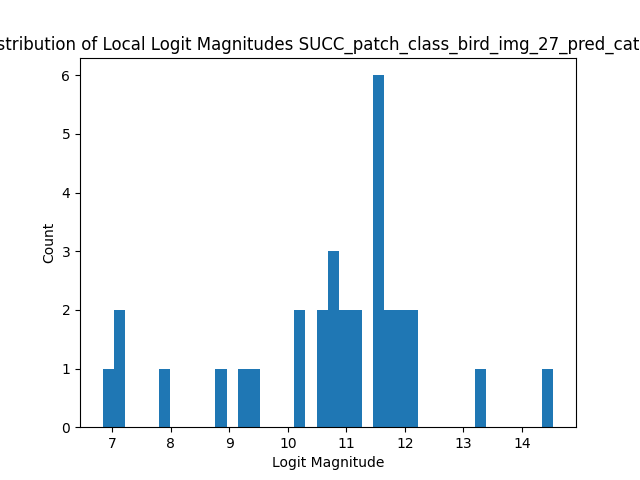 stribution of Local Logit Magnitudes SUCC_patch_class_bird_img_27_pred_cat
6
5
4
3
2
1
0
Count
7 8 9 10 11 12 13 14
Logit Magnitude